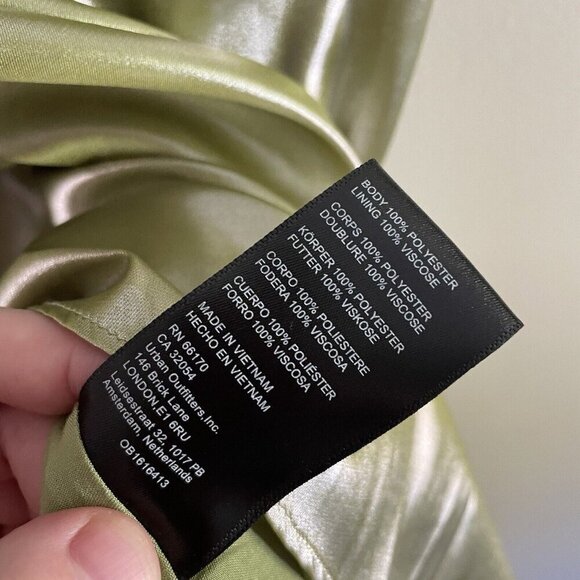 BODY 100% POLYESTER
LINING 100% VISCOSE
CORPS 100% POLYESTER
DOUBLURE 100% VISCOSE
KÖRPER 100% POLYESTER
FUTTER 100% VISKOSE
CORPO 100% POLIESTERE
FODERA 100% VISCOSA
CUERPO 100% POLIÉSTER
FORRO 100% VISCOSA
MADE IN VIETNAM
HECHO EN VIETNAM
RN 66170
CA 32054
Urban Outfitters,Inc.
146 Brick Lane
LONDON.E1 6RU
Leidsestraat 32, 1017 PB
Amsterdam, Netherlands
OB1616413